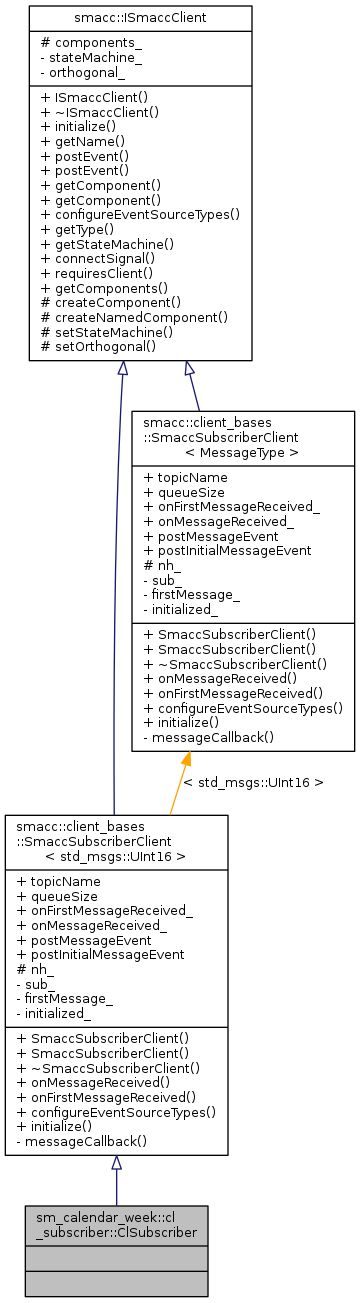 smacc::ISmaccClient
# components_
- stateMachine_
- orthogonal_
+ ISmaccClient()
+ ~ISmaccClient()
+ initialize()
+ getName()
+ postEvent()
+ postEvent()
+ getComponent()
+ getComponent()
+ configureEventSourceTypes()
+ getType()
+ getStateMachine()
+ connectSignal()
+ requiresClient()
+ getComponents()
# createComponent()
# createNamedComponent()
# setStateMachine()
# setOrthogonal()
smacc::client_bases
::SmaccSubscriberClient
< MessageType >
+ topicName
+ queueSize
+ onFirstMessageReceived_
+ onMessageReceived_
+ postMessageEvent
+ postInitialMessageEvent
# nh_
- sub_
- firstMessage_
- initialized_
+ SmaccSubscriberClient()
+ SmaccSubscriberClient()
+ ~SmaccSubscriberClient()
+ onMessageReceived()
+ onFirstMessageReceived()
+ configureEventSourceTypes()
+ initialize()
- messageCallback()
< std_msgs::UInt16 >
smacc::client_bases
::SmaccSubscriberClient
< std_msgs::UInt16 >
+ topicName
+ queueSize
+ onFirstMessageReceived_
+ onMessageReceived_
+ postMessageEvent
+ postInitialMessageEvent
# nh_
- sub_
- firstMessage_
- initialized_
+ SmaccSubscriberClient()
+ SmaccSubscriberClient()
+ ~SmaccSubscriberClient()
+ onMessageReceived()
+ onFirstMessageReceived()
+ configureEventSourceTypes()
+ initialize()
- messageCallback()
sm_calendar_week::cl
_subscriber::ClSubscriber